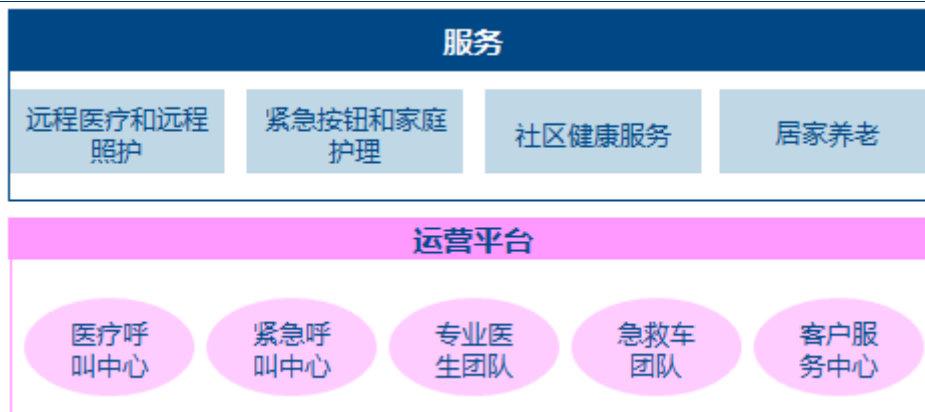 服务
远程医疗和远程
照护
紧急按钮和家庭
护理
社区健康服务
居家养老
运营平台
医疗呼
叫中心
紧急呼
叫中心
专业医
生团队
急救车
团队
客户服
务中心